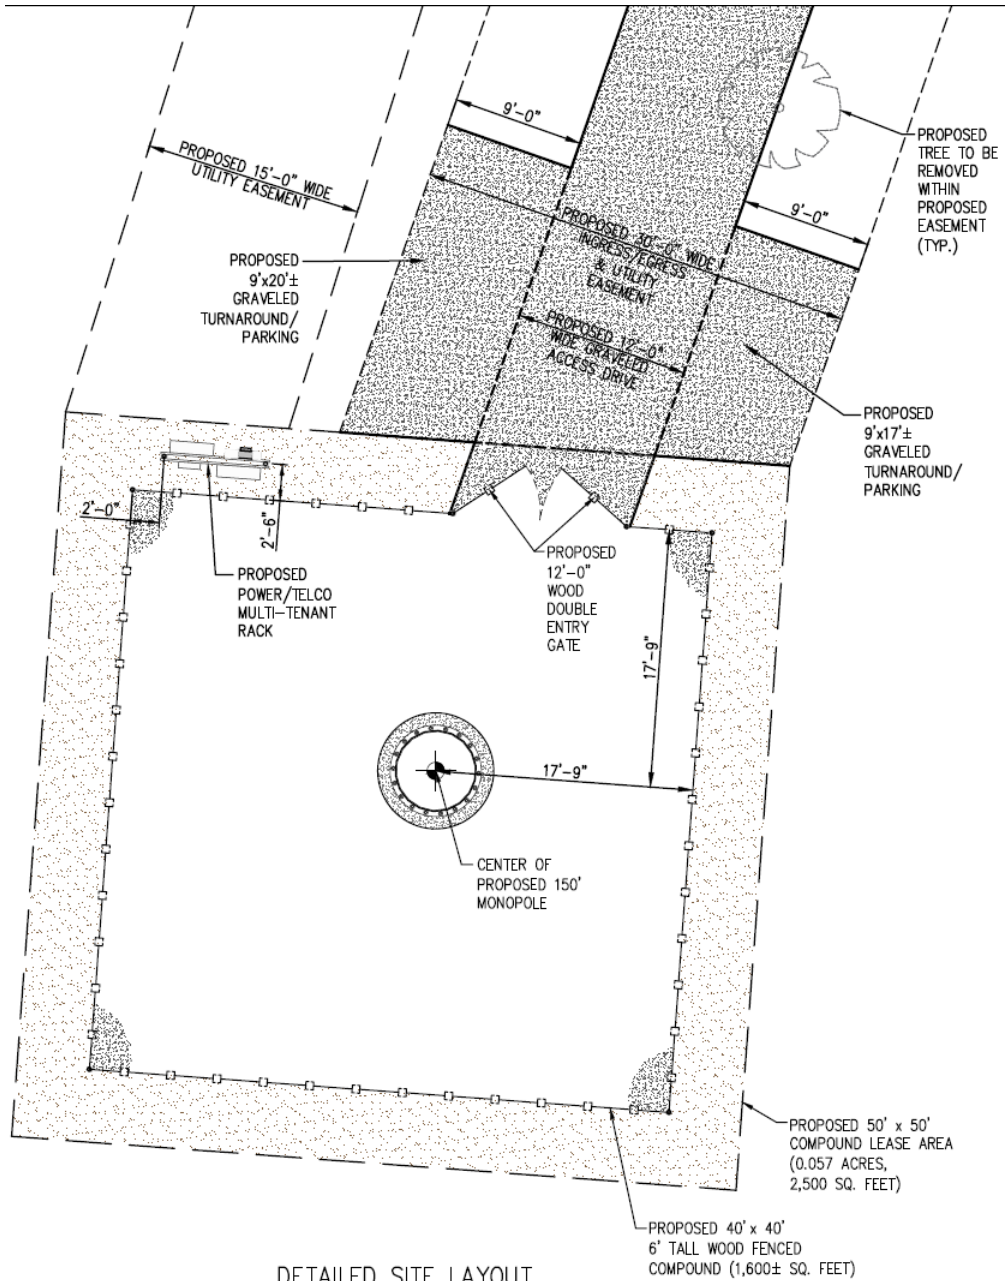 9'-0"
PROPOSED 15'-0" WIDE
UTILITY EASEMENT
PROPOSED
TREE TO BE
REMOVED
WITHIN
PROPOSED
EASEMENT
(TYP.)
9'-0"
PROPOSED 30'-0" WIDE
INGRESS/EGRESS
& UTILITY
EASEMENT
PROPOSED
9'x20'±
GRAVELED
TURNAROUND/
PARKING
PROPOSED 12'-0"
WIDE GRAVELED
ACCESS DRIVE
PROPOSED
9'x17'±
GRAVELED
TURNAROUND/
PARKING
2'-0"
2'-6"
PROPOSED
POWER/TELCO
MULTI-TENANT
RACK
PROPOSED
12'-0"
WOOD
DOUBLE
ENTRY
GATE
17'-9"
17'-9"
CENTER OF
PROPOSED 150'
MONOPOLE
PROPOSED 50' x 50'
COMPOUND LEASE AREA
(0.057 ACRES,
2,500 SQ. FEET)
PROPOSED 40' x 40'
6' TALL WOOD FENCED
COMPOUND (1,600± SQ. FEET)
DETAILED SITE LAYOUT